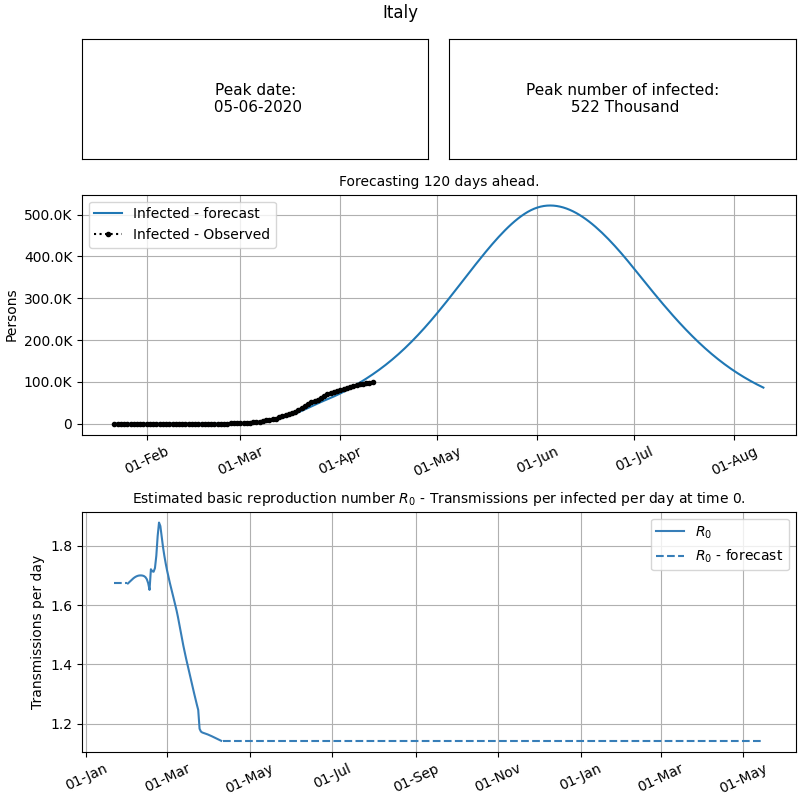 Italy
Peak date:
05-06-2020
Peak number of infected:
522 Thousand
Forecasting 120 days ahead.
Infected - forecast
Infected - Observed
Persons
500.0K
400.0K
300.0K
200.0K
100.0K
0
01-Feb
01-Mar
01-Apr
01-May
01-Jun
01-Jul
01-Aug
Estimated basic reproduction number R₀ - Transmissions per infected per day at time 0.
R₀
R₀ - forecast
Transmissions per day
1.8
1.6
1.4
1.2
01-Jan
01-Mar
01-May
01-Jul
01-Sep
01-Nov
01-Jan
01-Mar
01-May